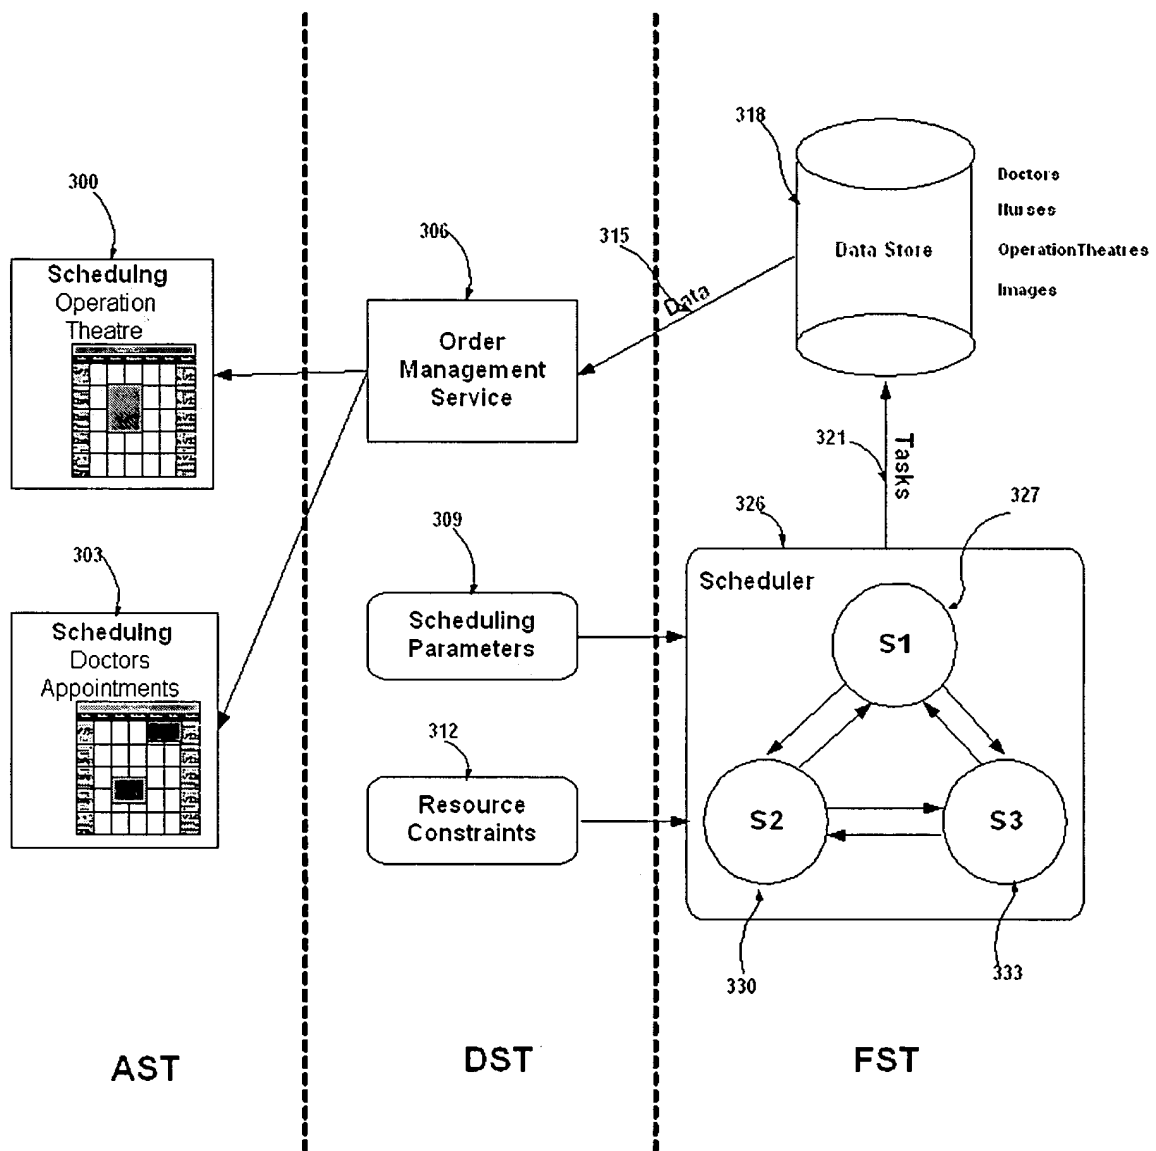 300
Scheduling
Operation
Theatre
303
Scheduling
Doctors
Appointments
AST
306
Order
Management
Service
309
Scheduling
Parameters
312
Resource
Constraints
DST
315
Data
318
Data Store
Doctors
Nurses
OperationTheatres
Images
321
Tasks
326
327
Scheduler
S1
S2
S3
330
333
FST